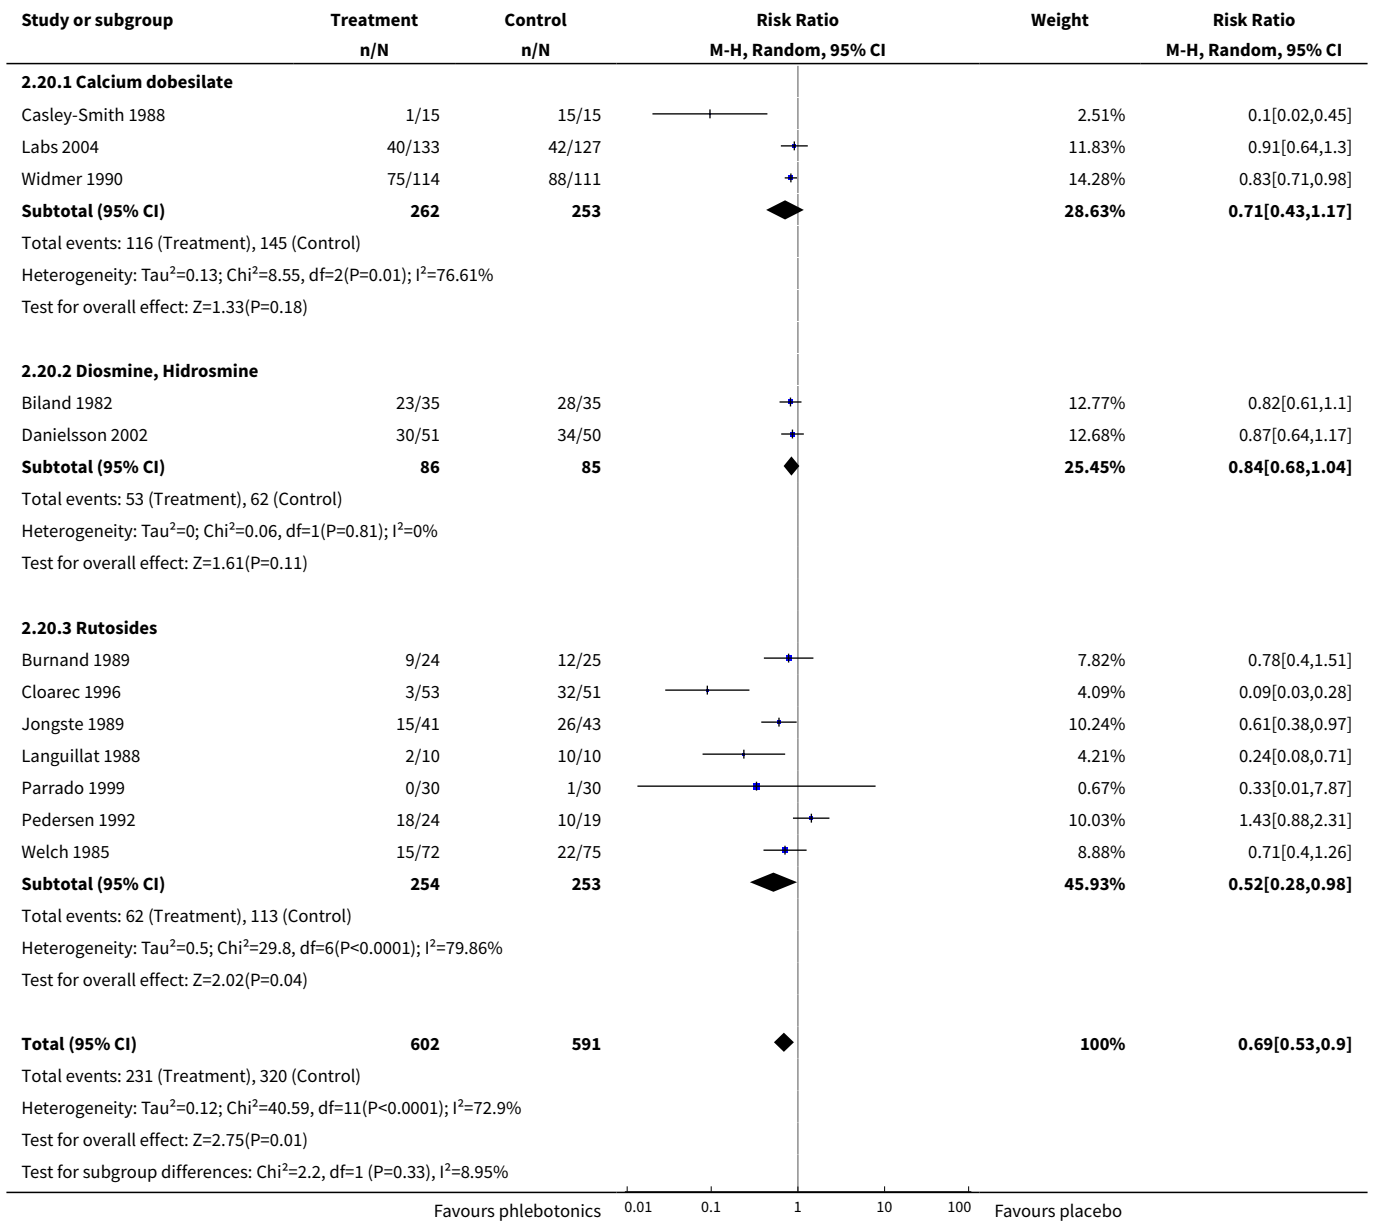 Study or subgroup Treatment Control Risk Ratio Weight Risk Ratio
n/N n/N M-H, Random, 95% CI M-H, Random, 95% CI
2.20.1 Calcium dobesilate
Casley-Smith 1988 1/15 15/15 2.51% 0.1[0.02,0.45]
Labs 2004 40/133 42/127 11.83% 0.91[0.64,1.3]
Widmer 1990 75/114 88/111 14.28% 0.83[0.71,0.98]
Subtotal (95% CI) 262 253 28.63% 0.71[0.43,1.17]
Total events: 116 (Treatment), 145 (Control)
Heterogeneity: Tau²=0.13; Chi²=8.55, df=2(P=0.01); I²=76.61%
Test for overall effect: Z=1.33(P=0.18)
2.20.2 Diosmine, Hidrosmine
Biland 1982 23/35 28/35 12.77% 0.82[0.61,1.1]
Danielsson 2002 30/51 34/50 12.68% 0.87[0.64,1.17]
Subtotal (95% CI) 86 85 25.45% 0.84[0.68,1.04]
Total events: 53 (Treatment), 62 (Control)
Heterogeneity: Tau²=0; Chi²=0.06, df=1(P=0.81); I²=0%
Test for overall effect: Z=1.61(P=0.11)
2.20.3 Rutosides
Burnand 1989 9/24 12/25 7.82% 0.78[0.4,1.51]
Cloarec 1996 3/53 32/51 4.09% 0.09[0.03,0.28]
Jongste 1989 15/41 26/43 10.24% 0.61[0.38,0.97]
Languillat 1988 2/10 10/10 4.21% 0.24[0.08,0.71]
Parrado 1999 0/30 1/30 0.67% 0.33[0.01,7.87]
Pedersen 1992 18/24 10/19 10.03% 1.43[0.88,2.31]
Welch 1985 15/72 22/75 8.88% 0.71[0.4,1.26]
Subtotal (95% CI) 254 253 45.93% 0.52[0.28,0.98]
Total events: 62 (Treatment), 113 (Control)
Heterogeneity: Tau²=0.5; Chi²=29.8, df=6(P<0.0001); I²=79.86%
Test for overall effect: Z=2.02(P=0.04)
Total (95% CI) 602 591 100% 0.69[0.53,0.9]
Total events: 231 (Treatment), 320 (Control)
Heterogeneity: Tau²=0.12; Chi²=40.59, df=11(P<0.0001); I²=72.9%
Test for overall effect: Z=2.75(P=0.01)
Test for subgroup differences: Chi²=2.2, df=1 (P=0.33), I²=8.95%
Favours phlebotonics 0.01 0.1 1 10 100 Favours placebo